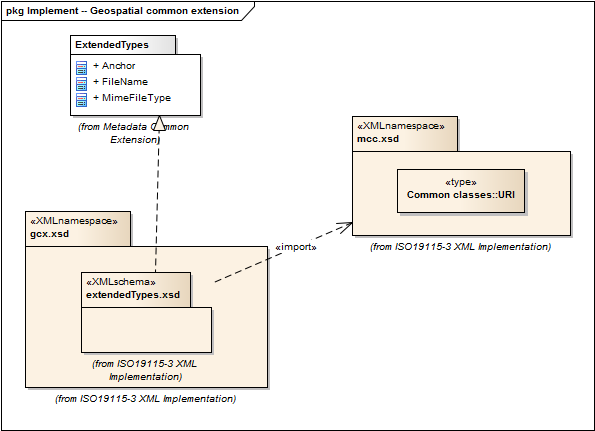 pkg Implement -- Geospatial common extension
ExtendedTypes
+ Anchor
+ FileName
+ MimeFileType
(from Metadata Common
Extension)
«XMLnamespace»
mcc.xsd
«type»
Common classes::URI
(from ISO19115-3 XML Implementation)
«import»
«XMLnamespace»
gcx.xsd
«XMLschema»
extendedTypes.xsd
(from ISO19115-3 XML
Implementation)
(from ISO19115-3 XML Implementation)